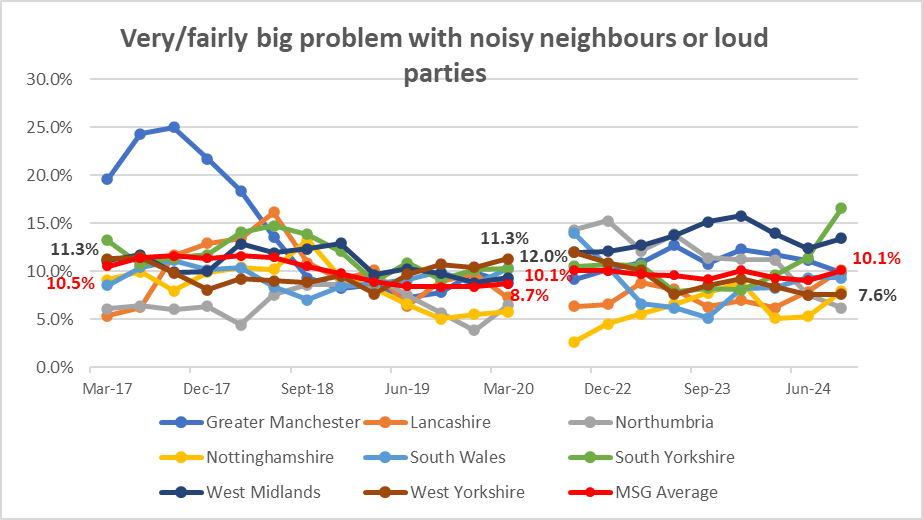 Very/fairly big problem with noisy neighbours or loud
parties
30.0%
25.0%
20.0%
15.0%
10.0%
5.0%
0.0%
11.3%
10.5%
11.3%
8.7%
12.0%
10.1%
10.1%
7.6%
Mar-17 Dec-17 Sept-18 Jun-19 Mar-20 Dec-22 Sep-23 Jun-24
Greater Manchester Lancashire Northumbria
Nottinghamshire South Wales South Yorkshire
West Midlands West Yorkshire MSG Average